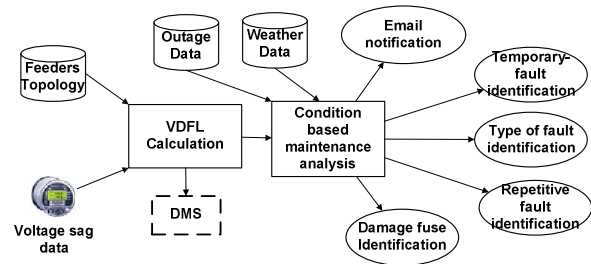 Outage
Data
Weather
Data
Email
notification
Feeders
Topology
Temporary-
fault
identification
VDFL
Calculation
Condition
based
maintenance
analysis
Type of fault
identification
Voltage sag
data
DMS
Damage fuse
Identification
Repetitive
fault
identification